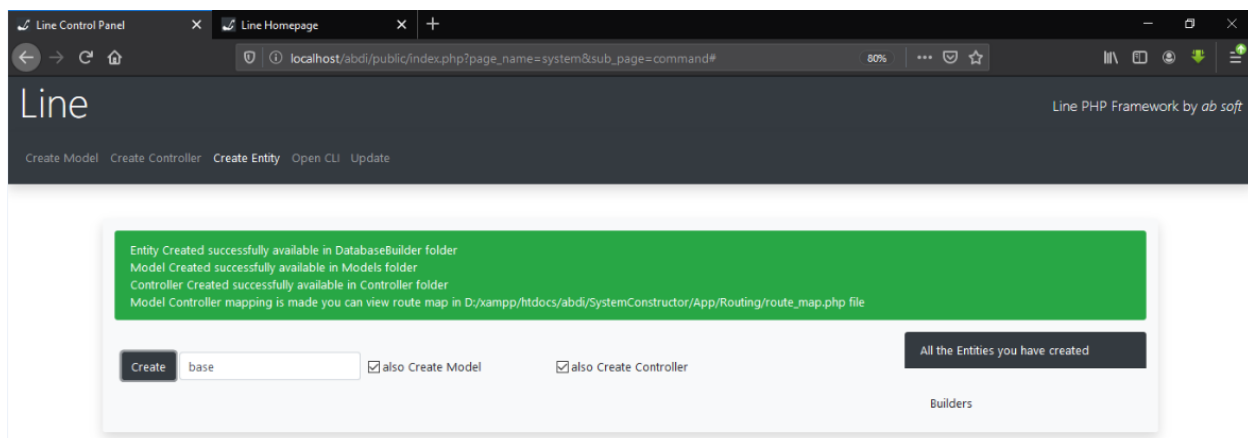 Line Control Panel
Line Homepage
localhost/abdi/public/index.php?page_name=system&sub_page=command#
80%
Line
Line PHP Framework by ab soft
Create Model Create Controller Create Entity Open CLI Update
Entity Created successfully available in DatabaseBuilder folder
Model Created successfully available in Models folder
Controller Created successfully available in Controller folder
Model Controller mapping is made you can view route map in D:/xampp/htdocs/abdi/SystemConstructor/App/Routing/route_map.php file
Create base also Create Model also Create Controller
All the Entities you have created
Builders